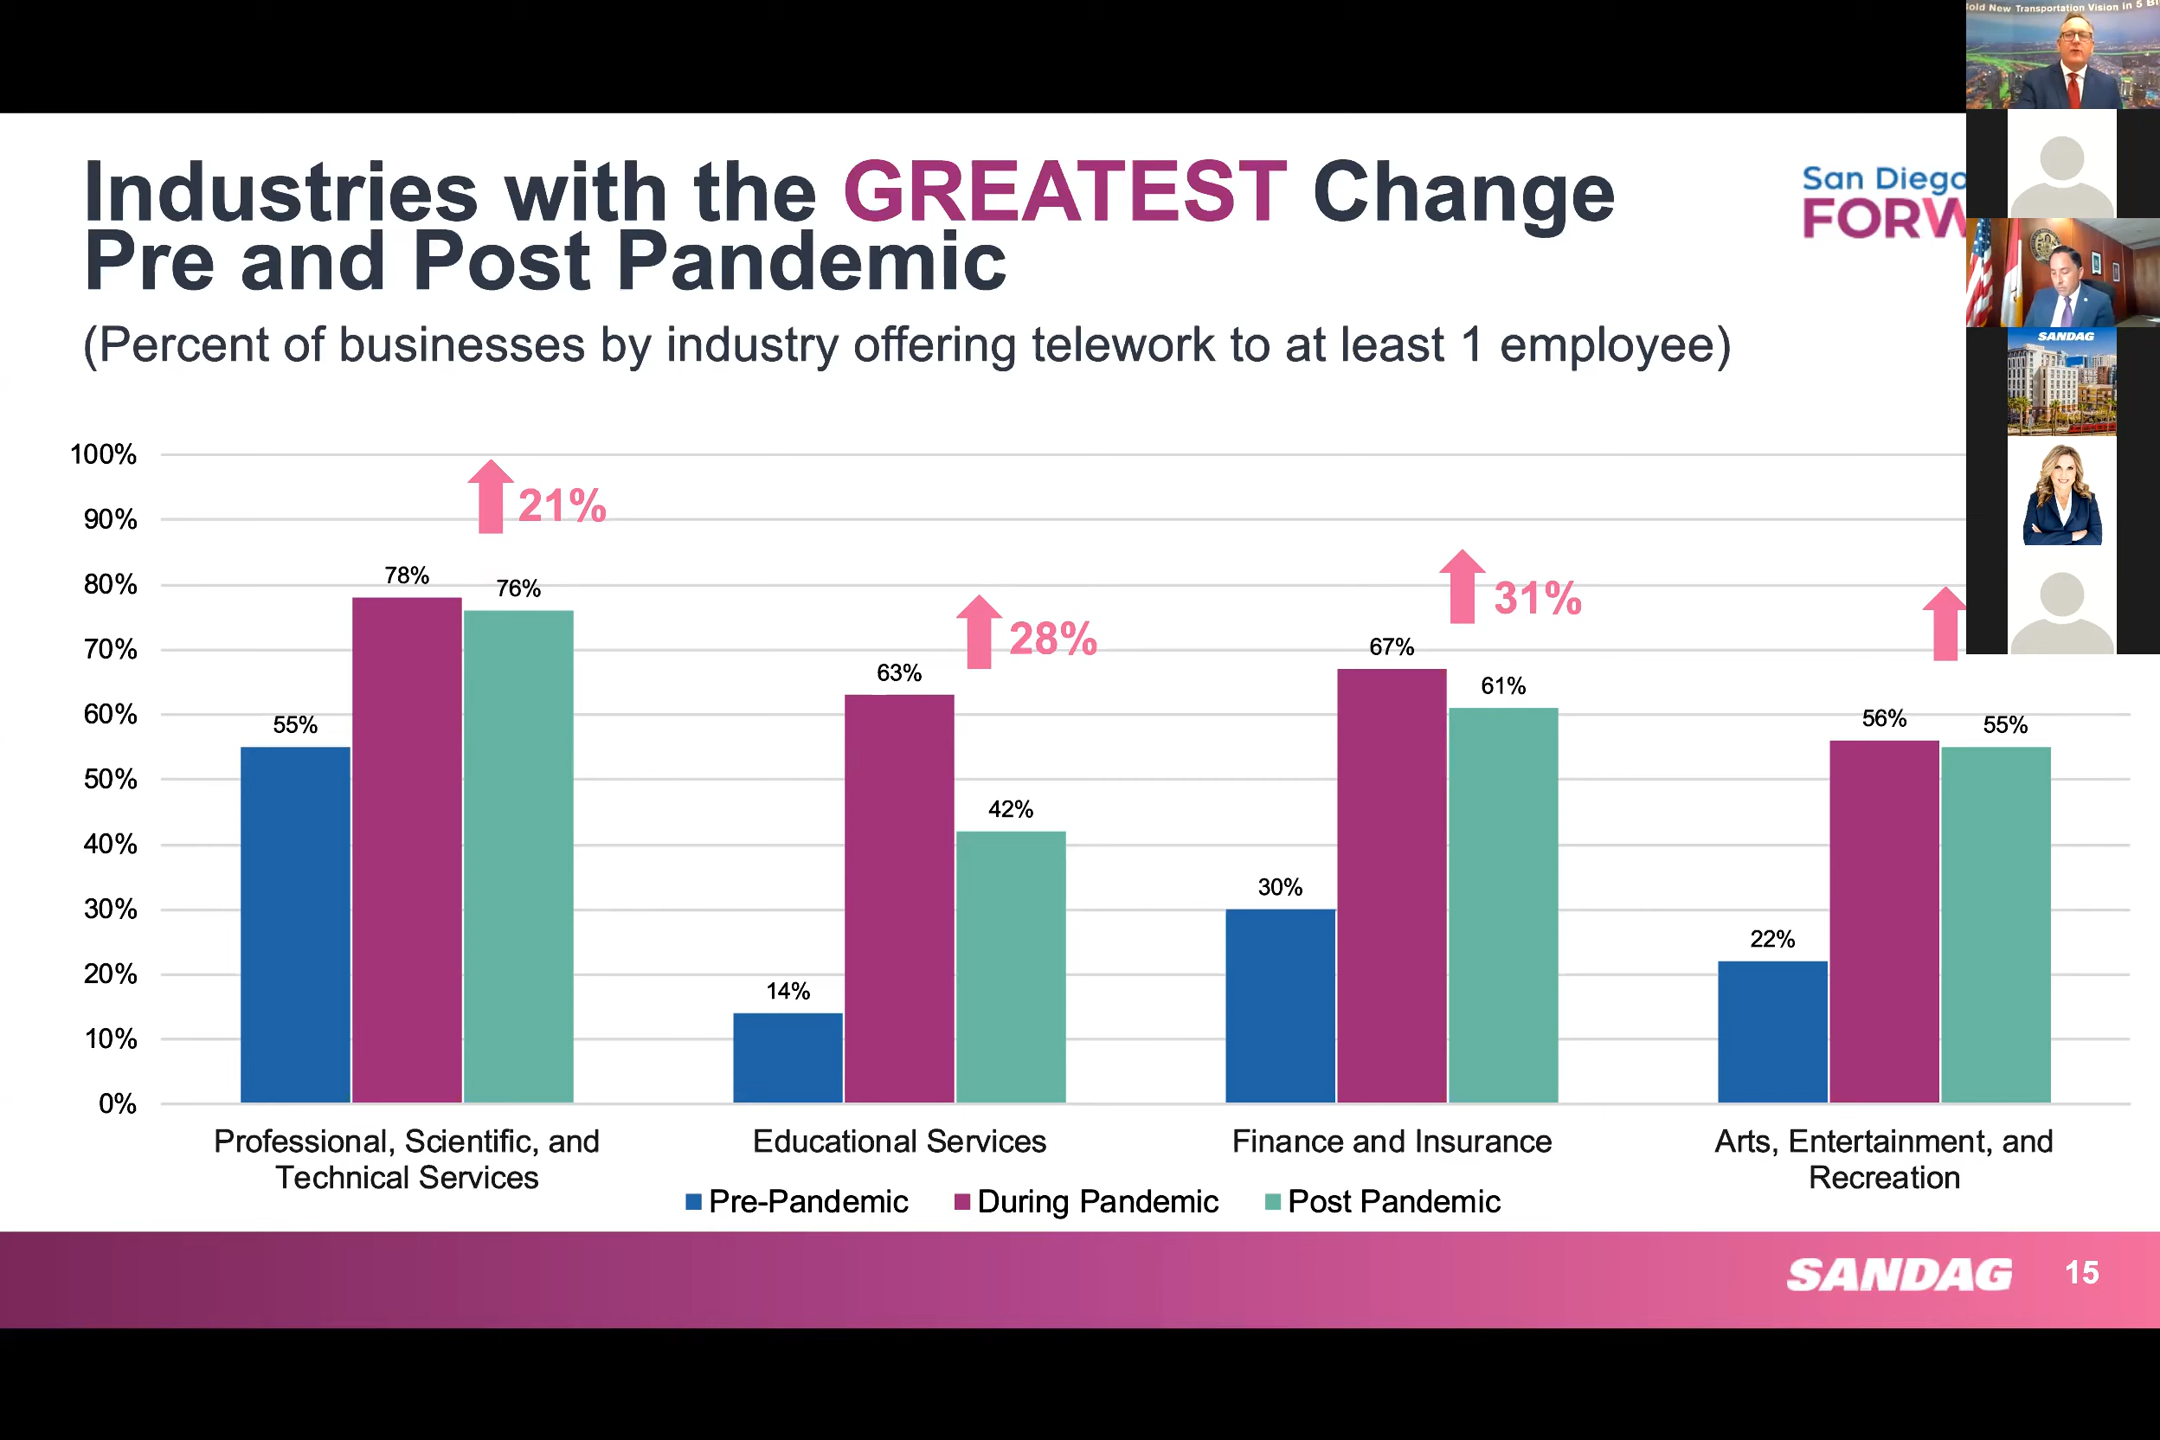 old New Transportation Vision in 5 Bi
Industries with the GREATEST Change
Pre and Post Pandemic
San Diego
FORW
(Percent of businesses by industry offering telework to at least 1 employee)
SANDAG
100%
90%
80%
70%
60%
50%
40%
30%
20%
10%
0%
21%
28%
31%
55%
78%
76%
14%
63%
42%
30%
67%
61%
22%
56%
55%
Professional, Scientific, and
Technical Services
Educational Services
Finance and Insurance
Arts, Entertainment, and
Recreation
Pre-Pandemic
During Pandemic
Post Pandemic
SANDAG
15